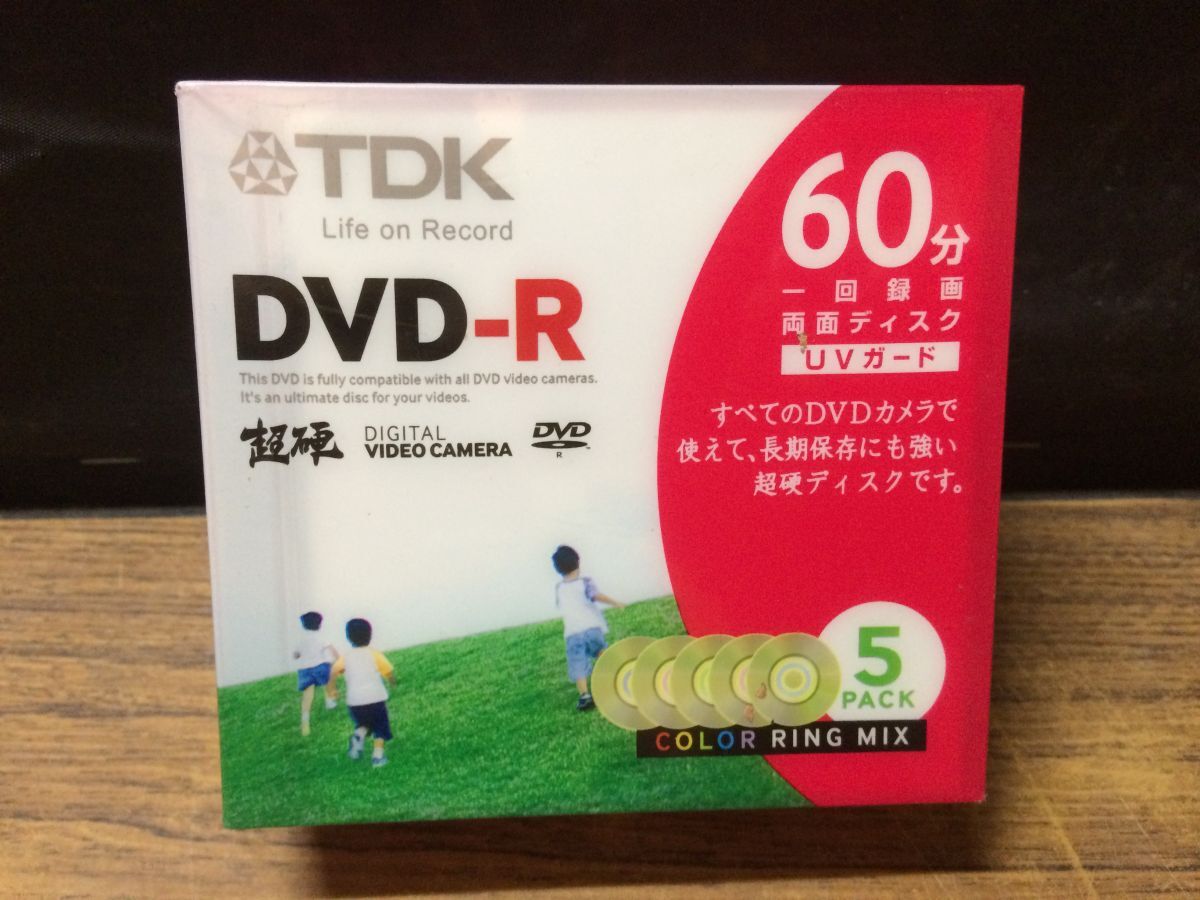 TDK
Life on Record
DVD-R
This DVD is fully compatible with all DVD video cameras.
It's an ultimate disc for your videos.
超硬
DIGITAL
VIDEO CAMERA
DVD
R
60分
一回録画
両面ディスク
UVガード
すべてのDVDカメラで
使えて、長期保存にも強い
超硬ディスクです。
5
PACK
COLOR RING MIX